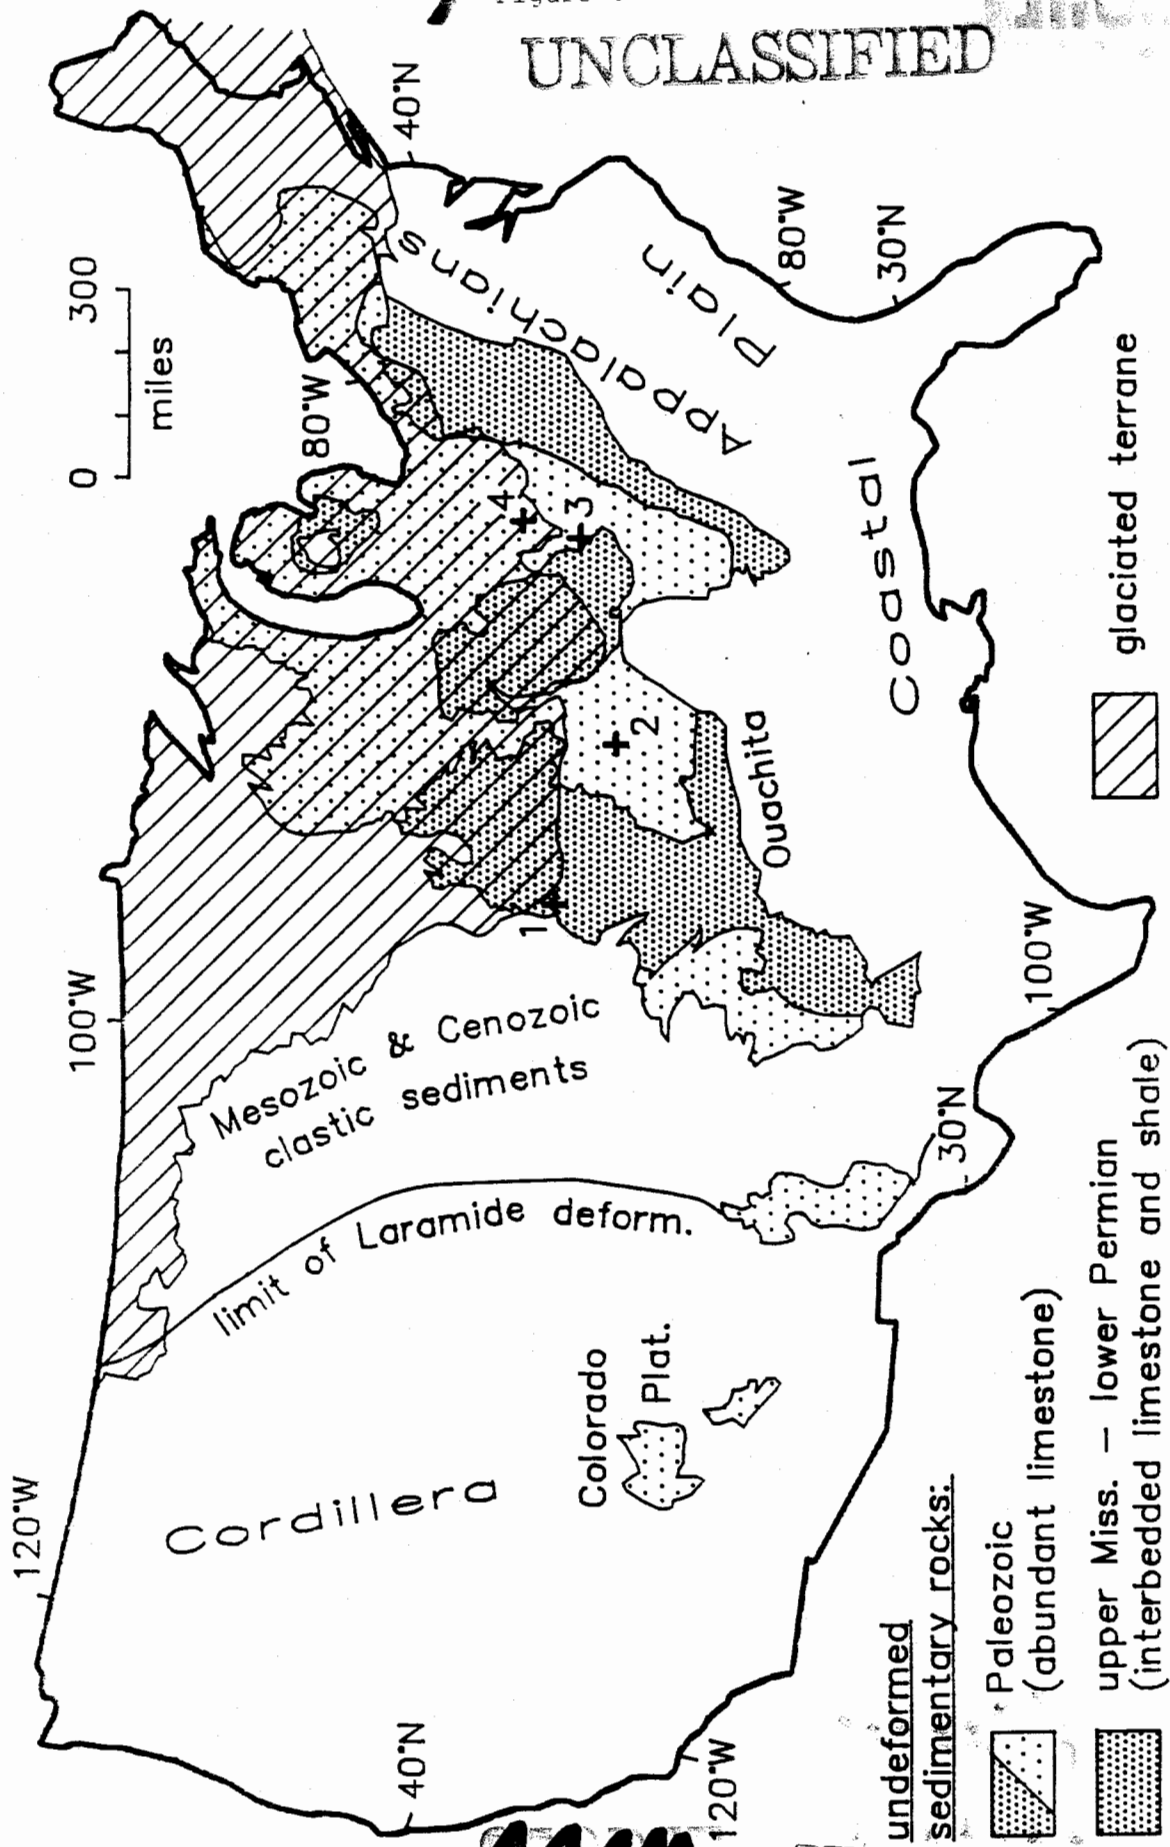 Figure
UNCLASSIFIED
0 300
miles
120°W
100°W
80°W
40°N
40°N
80°W
30°N
100°W
30°N
120°W
Cordillera
limit of Laramide deform.
Mesozoic & Cenozoic
clastic sediments
Colorado
Plat.
Ouachita
Appalachians
Coastal
Plain
1
2
3
4
undeformed
sedimentary rocks:
Paleozoic
(abundant limestone)
upper Miss. – lower Permian
(interbedded limestone and shale)
glaciated terrane